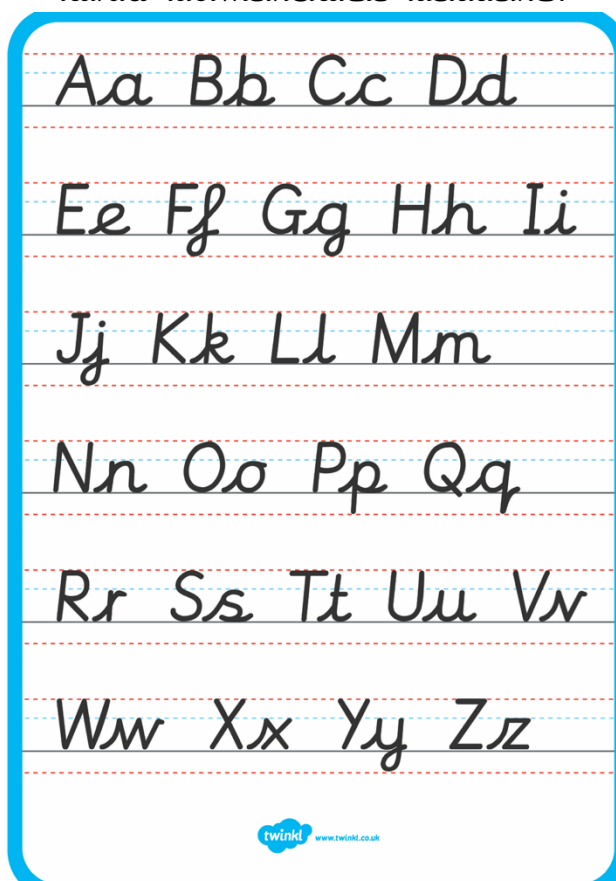 Aa Bb Cc Dd
Ee Ff Gg Hh Ii
Jj Kk Ll Mm
Nn Oo Pp Qq
Rr Ss Tt Uu Vv
Ww Xx Yy Zz
twinkl www.twinkl.co.uk